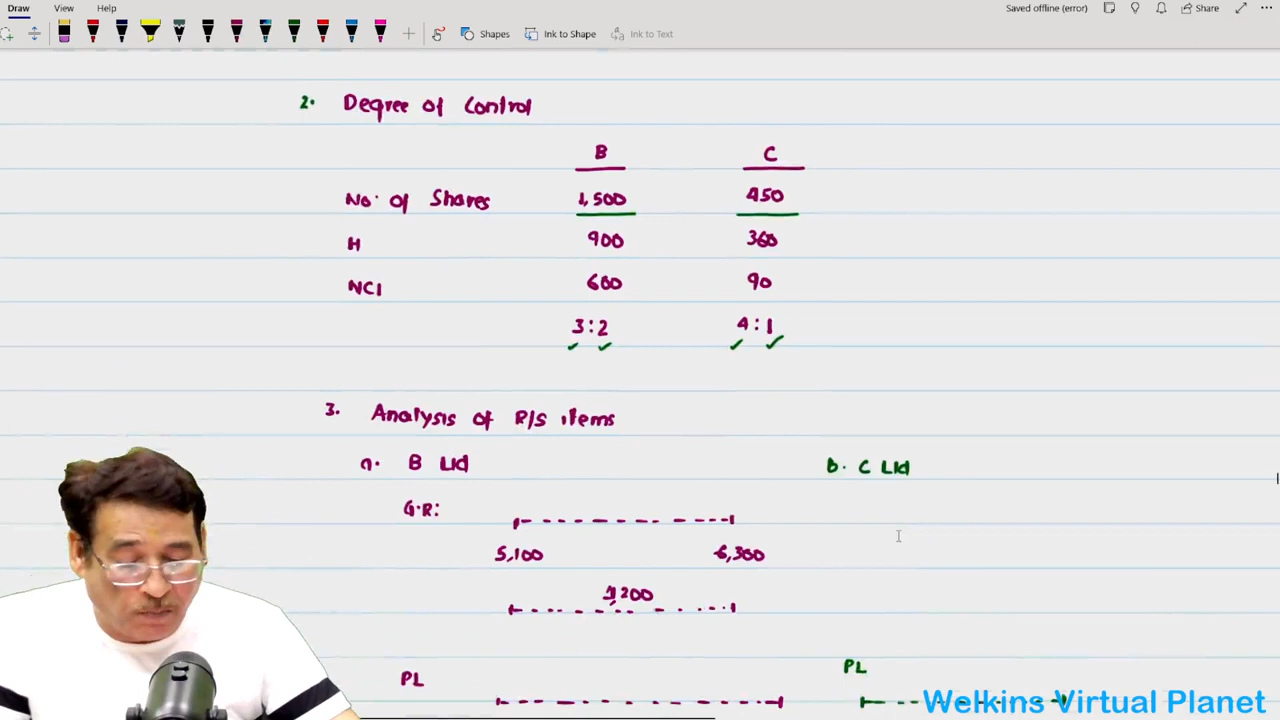 Draw View Help Saved offline (error) Share
Shapes Ink to Shape Ink to Text
2. Degree of Control
B C
No. of Shares 1,500 450
H 900 360
NCI 600 90
3:2 4:1
3. Analysis of R/S items
a. B Ltd b. C Ltd
G.R:
5,100 6,300
1,200
PL PL
Welkins Virtual Planet